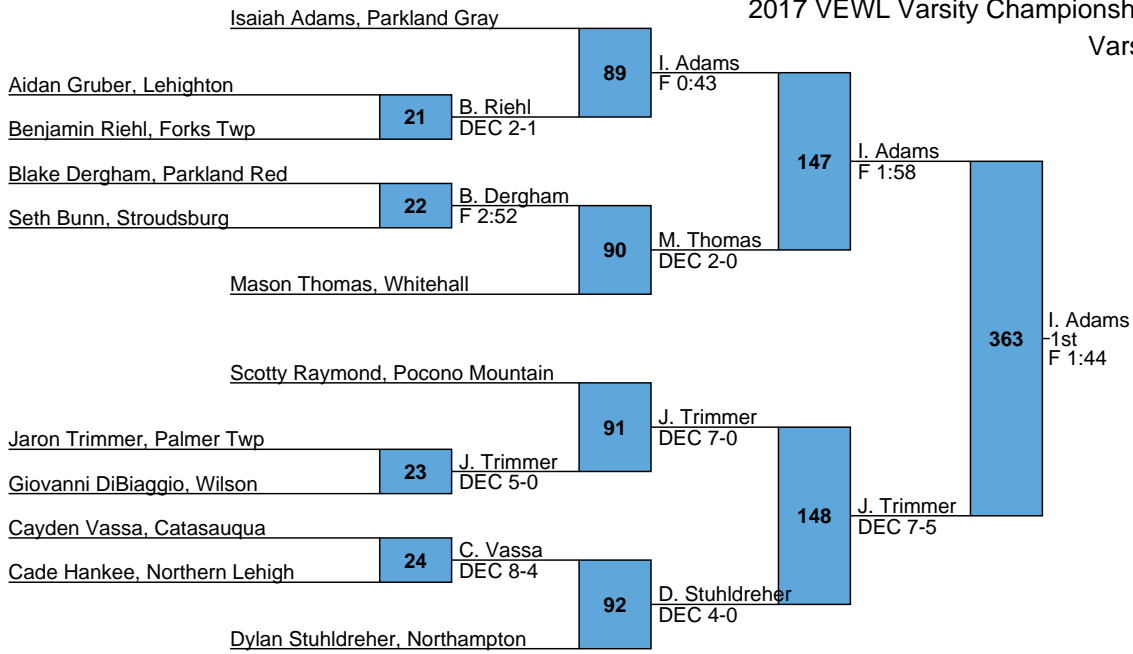 2017 VEWL Varsity Championsh
Vars
Isaiah Adams, Parkland Gray
89
I. Adams
F 0:43
Aidan Gruber, Lehighton
21
B. Riehl
DEC 2-1
Benjamin Riehl, Forks Twp
147
I. Adams
F 1:58
Blake Dergham, Parkland Red
22
B. Dergham
F 2:52
Seth Bunn, Stroudsburg
90
M. Thomas
DEC 2-0
Mason Thomas, Whitehall
363
I. Adams
1st
F 1:44
Scotty Raymond, Pocono Mountain
91
J. Trimmer
DEC 7-0
Jaron Trimmer, Palmer Twp
23
J. Trimmer
DEC 5-0
Giovanni DiBiaggio, Wilson
148
J. Trimmer
DEC 7-5
Cayden Vassa, Catasauqua
24
C. Vassa
DEC 8-4
Cade Hankee, Northern Lehigh
92
D. Stuhldreher
DEC 4-0
Dylan Stuhldreher, Northampton